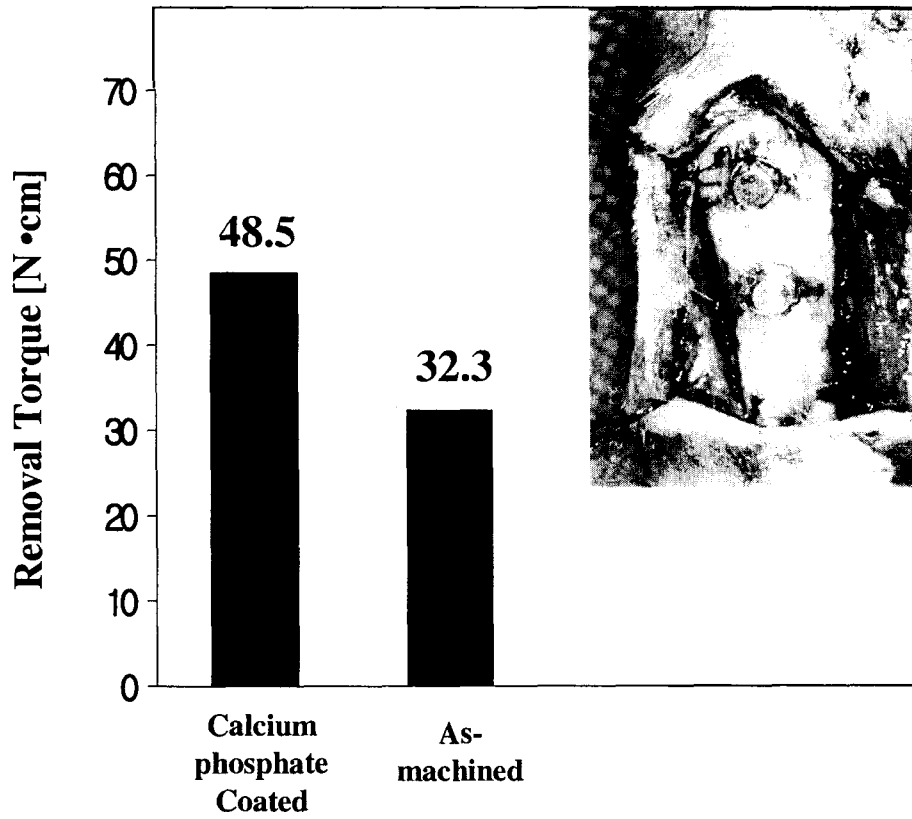 Removal Torque [N •cm]
70
60
50
40
30
20
10
0
48.5
32.3
Calcium
phosphate
Coated
As-
machined